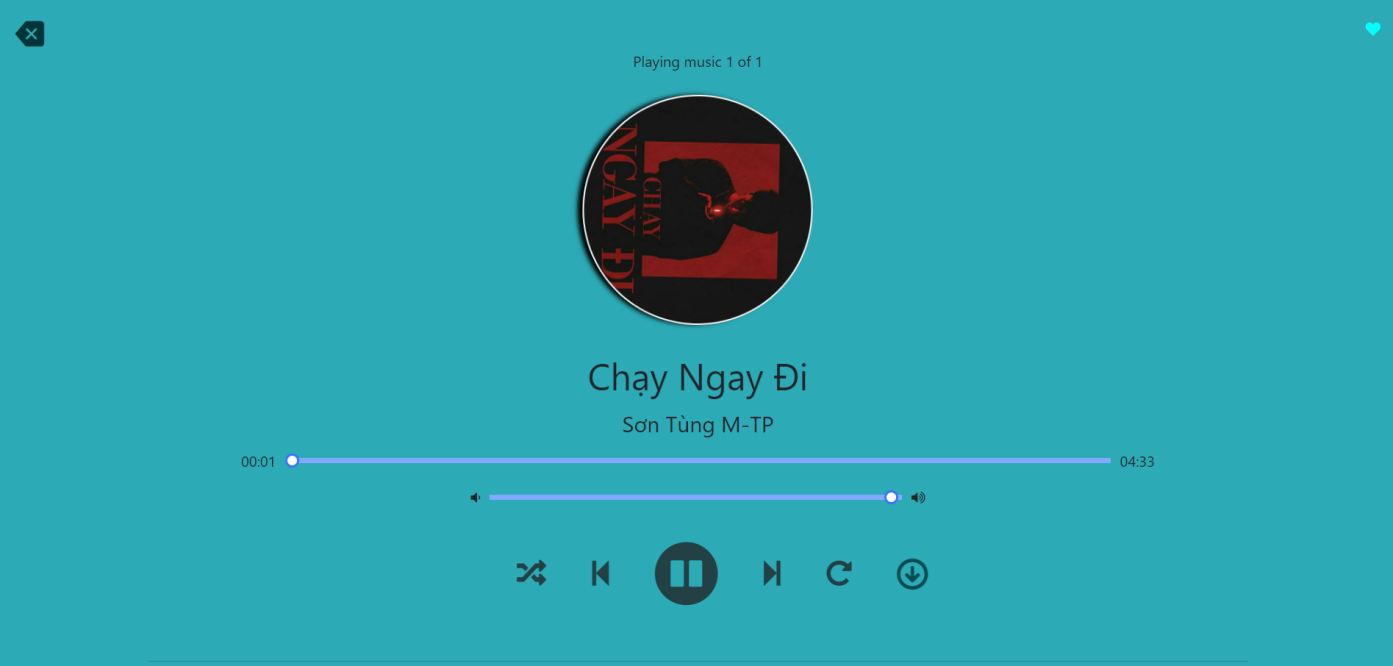 Playing music 1 of 1
NGAY ĐI
CHẠY
Chạy Ngay Đi
Sơn Tùng M-TP
00:01
04:33